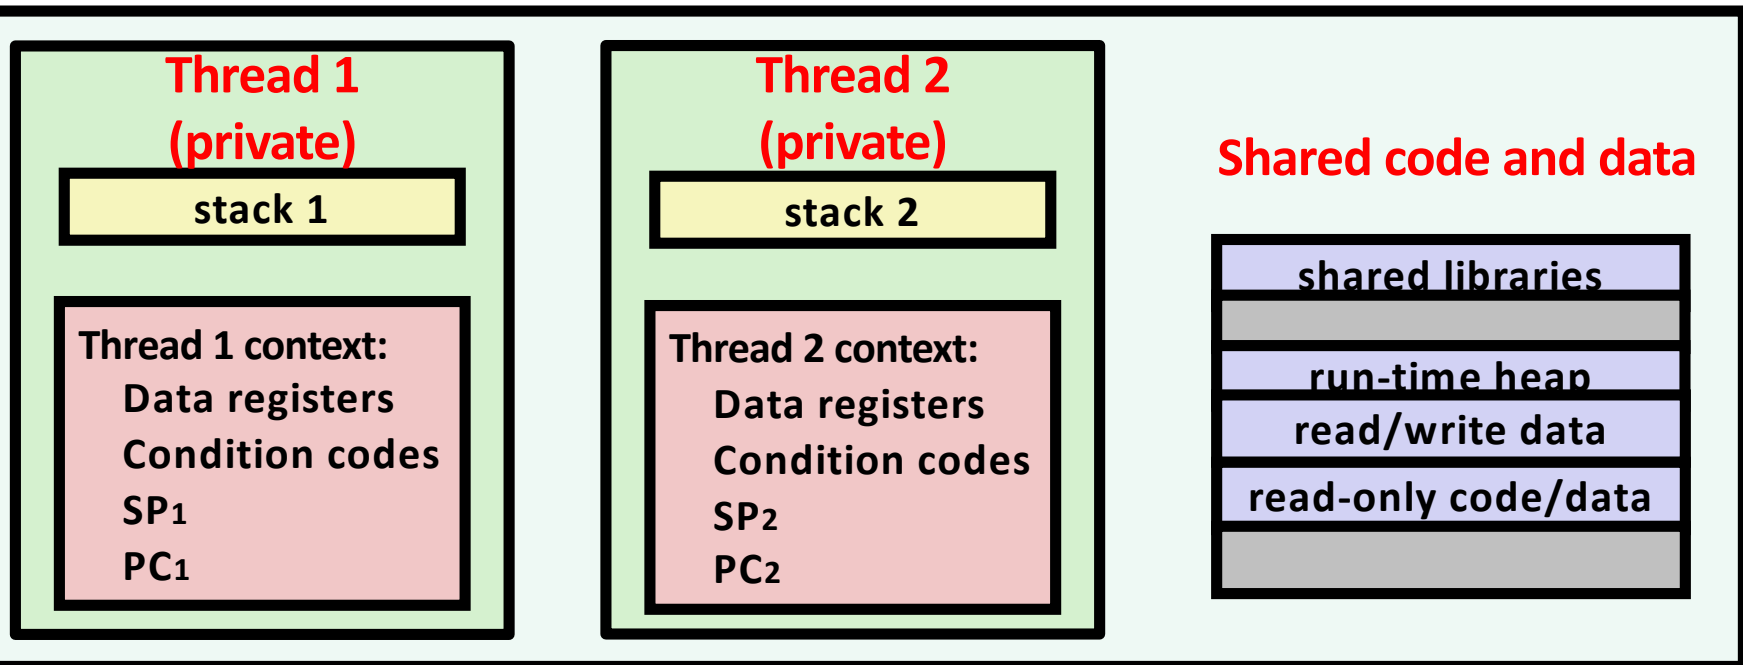 Thread 1
(private)
stack 1
Thread 1 context:
Data registers
Condition codes
SP1
PC1
Thread 2
(private)
stack 2
Thread 2 context:
Data registers
Condition codes
SP2
PC2
Shared code and data
shared libraries
run-time heap
read/write data
read-only code/data